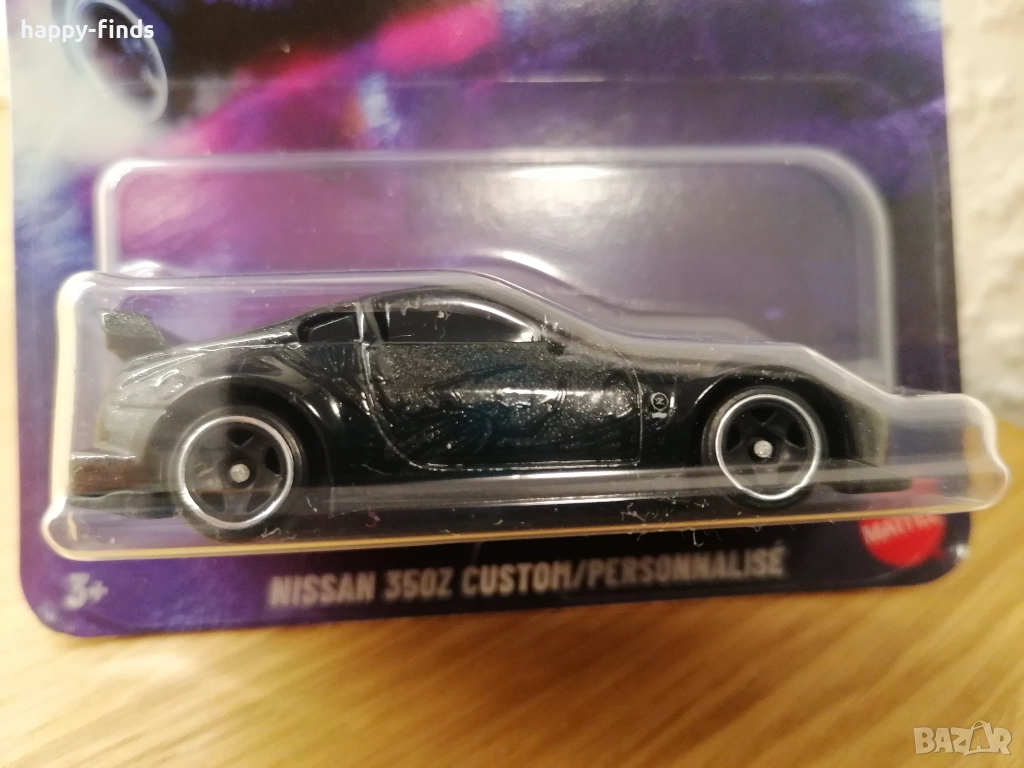 happy-finds
MATTEL
3+
NISSAN 350Z CUSTOM/PERSONNALISÉ
BAZAR